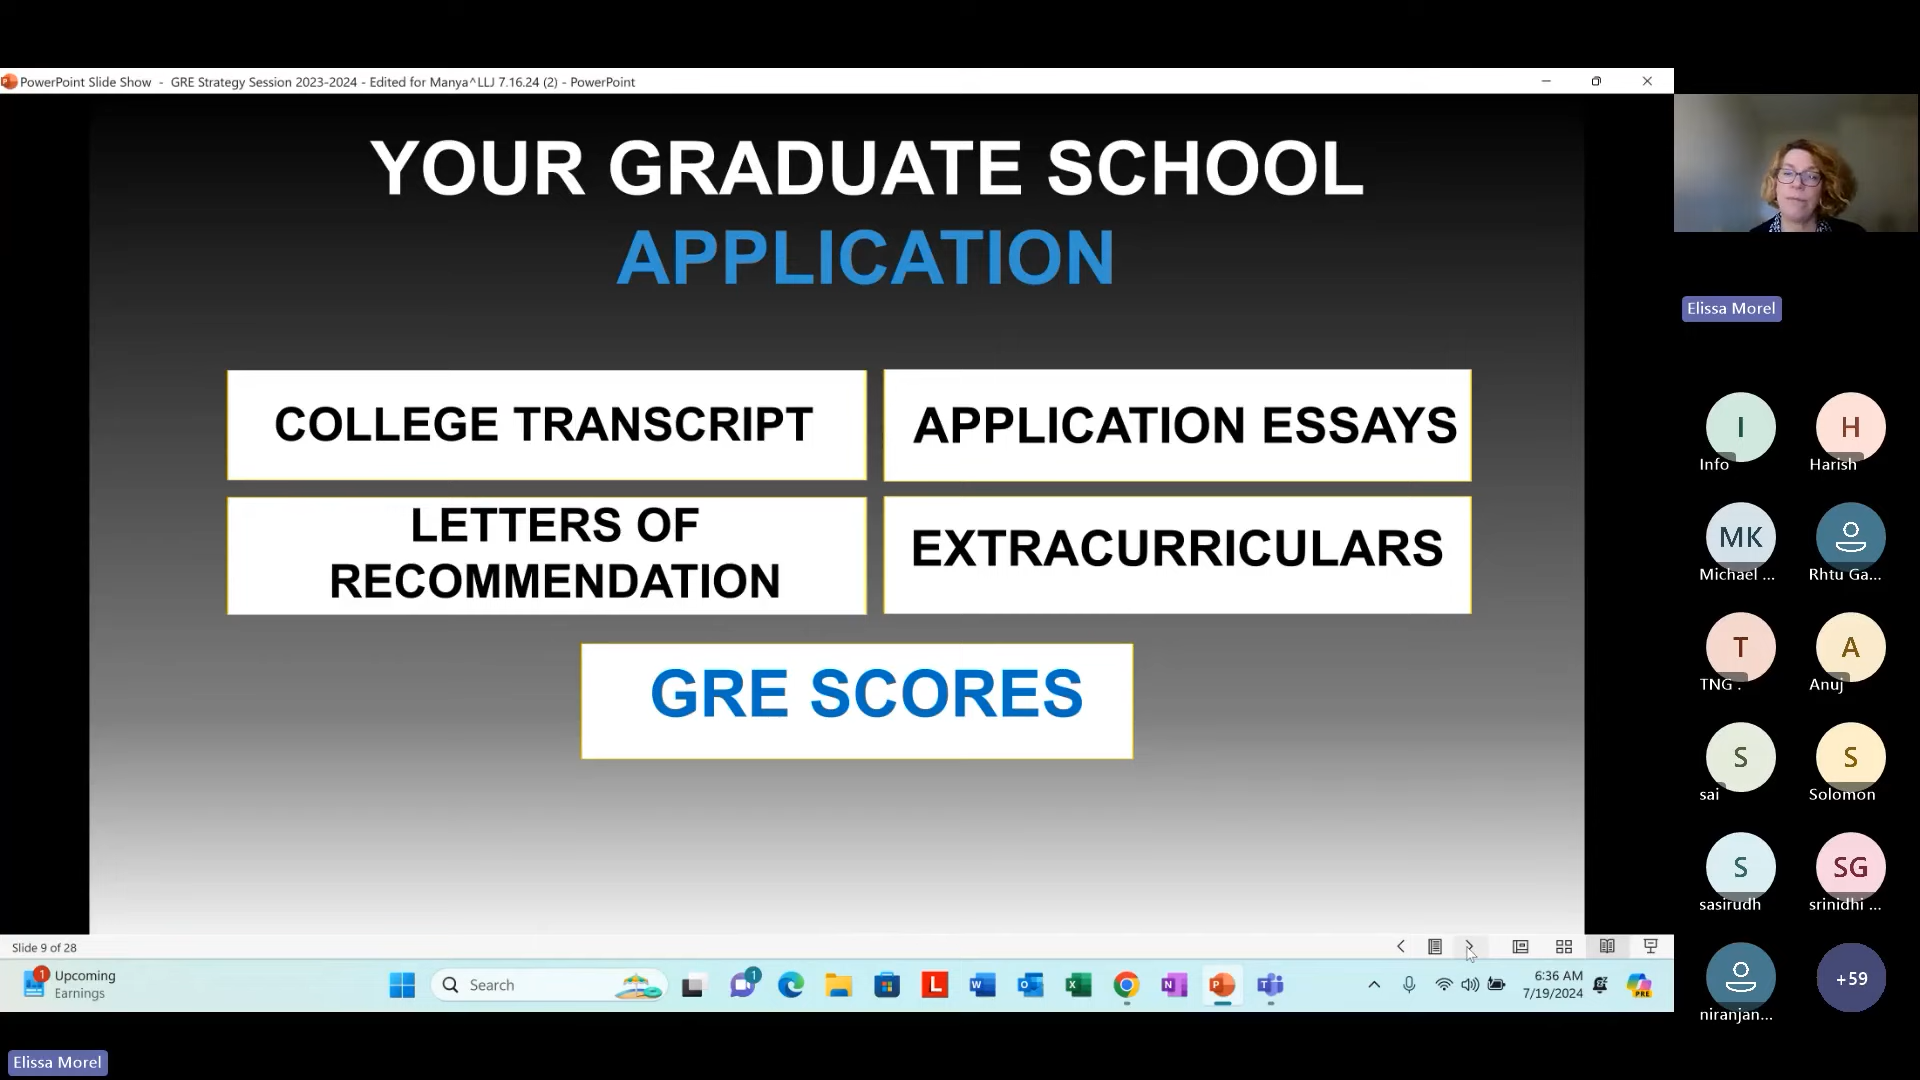 PowerPoint Slide Show - GRE Strategy Session 2023-2024 - Edited for Manya^LLJ 7.16.24 (2) - PowerPoint
YOUR GRADUATE SCHOOL
APPLICATION
COLLEGE TRANSCRIPT
APPLICATION ESSAYS
LETTERS OF
RECOMMENDATION
EXTRACURRICULARS
GRE SCORES
Slide 9 of 28
1
Upcoming
Earnings
Search
1
6:36 AM
7/19/2024
PRE
Elissa Morel
Elissa Morel
I
Info
H
Harish
MK
Michael ...
Rhtu Ga...
T
TNG .
A
Anuj
S
sai
S
Solomon
S
sasirudh
SG
srinidhi ...
niranjan...
+59